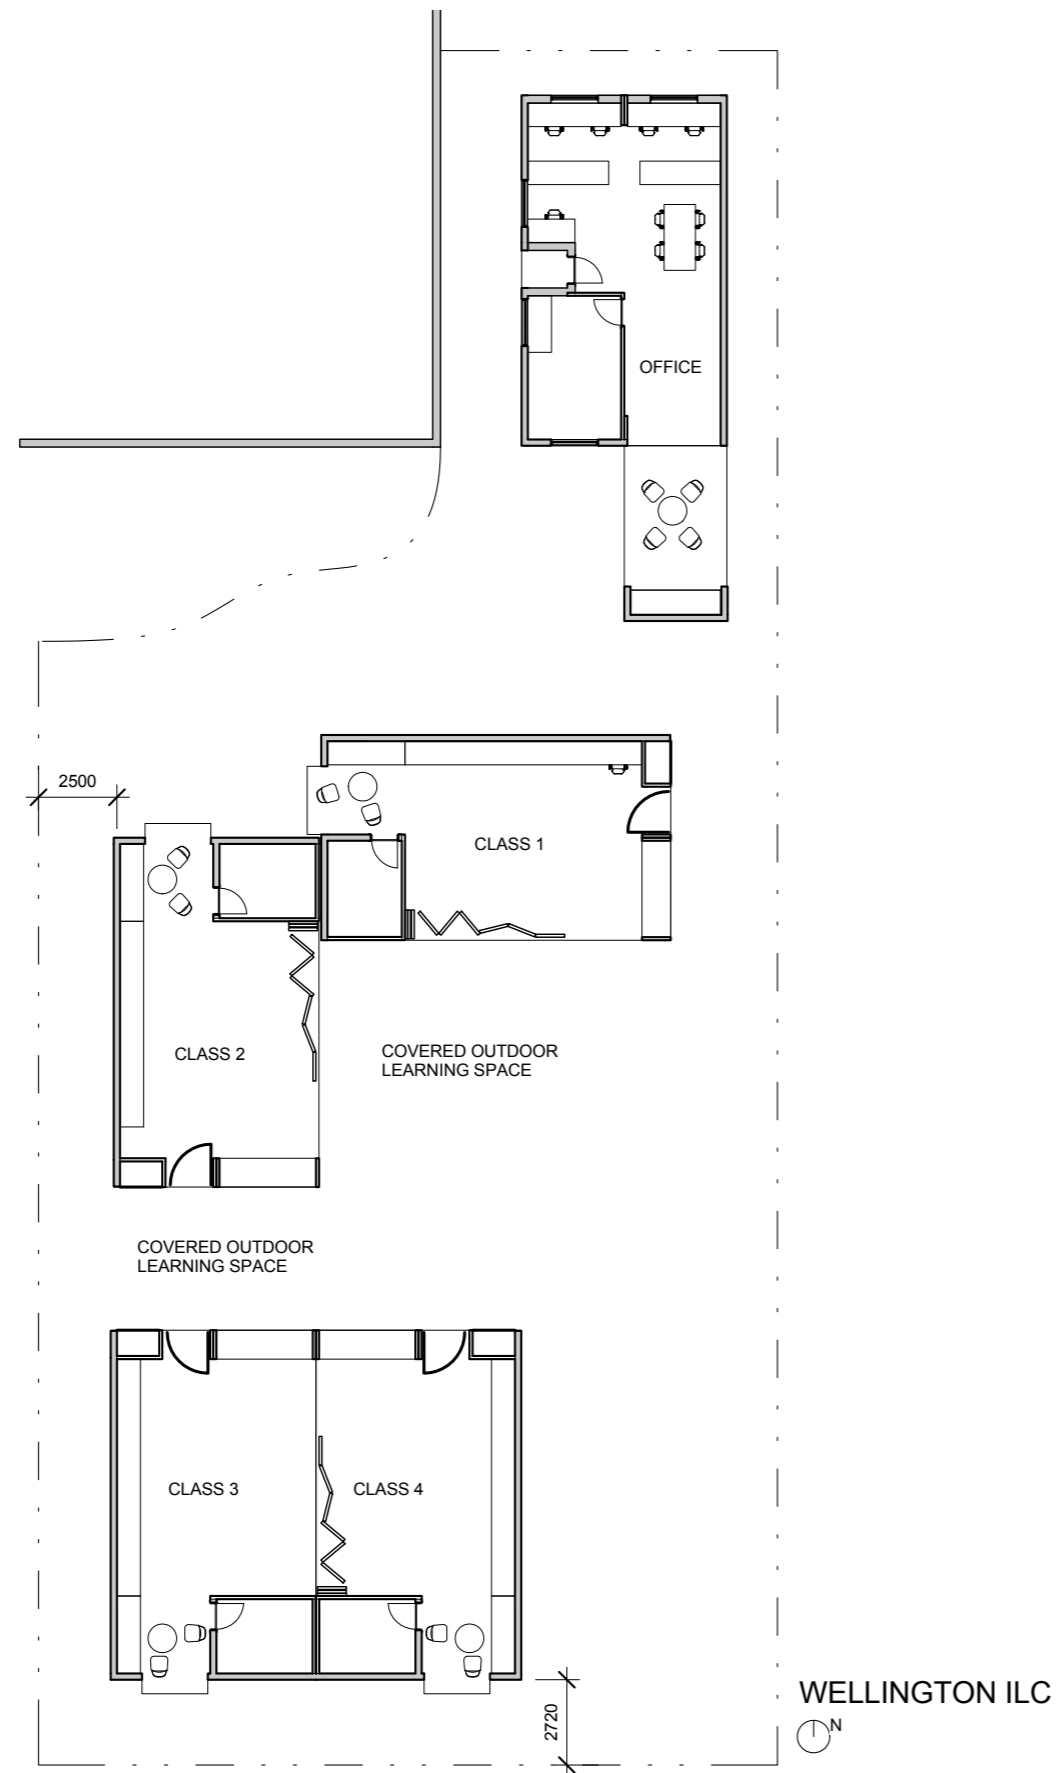 OFFICE
2500
CLASS 1
CLASS 2
COVERED OUTDOOR
LEARNING SPACE
COVERED OUTDOOR
LEARNING SPACE
CLASS 3
CLASS 4
2720
WELLINGTON ILC
N